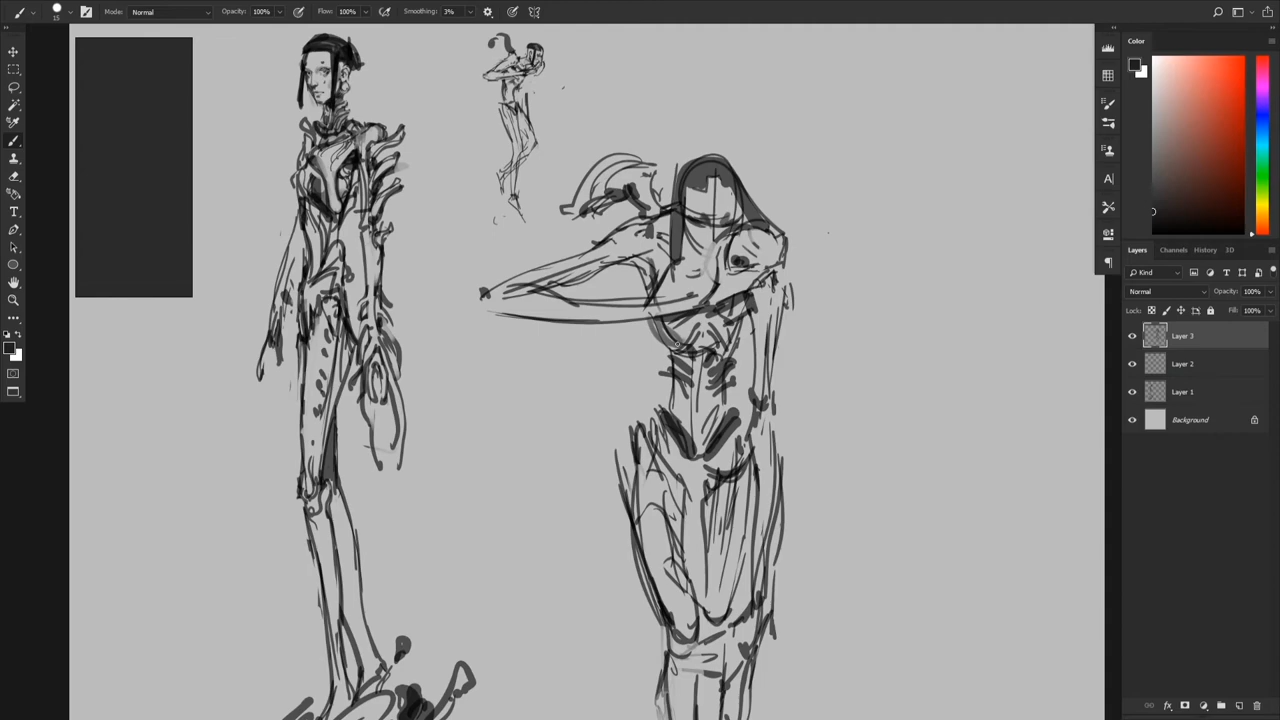 15 Mode: Normal Opacity: 100% Flow: 100% Smoothing: 3%
Color
Layers Channels History 3D
Kind
Normal Opacity: 100%
Lock: Fill: 100%
Layer 3
Layer 2
Layer 1
Background